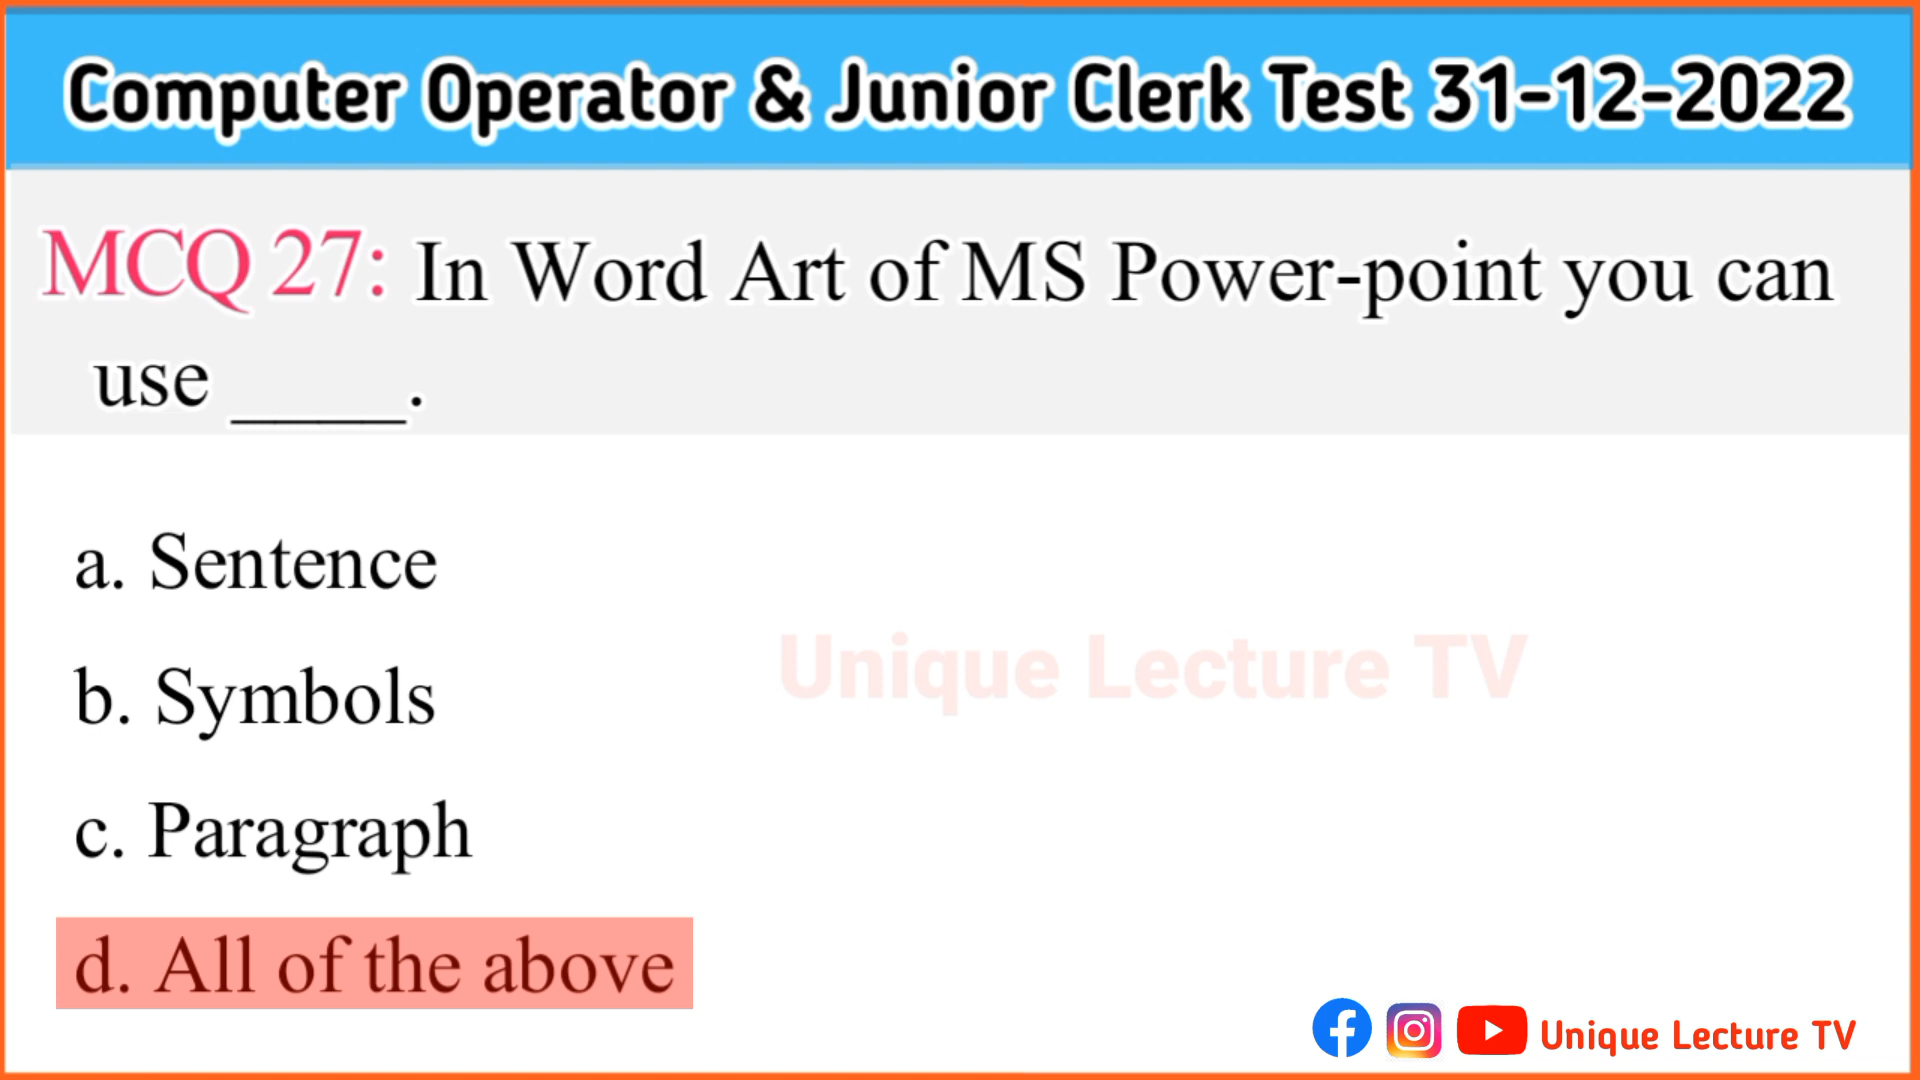 Computer Operator & Junior Clerk Test 31-12-2022
MCQ 27: In Word Art of MS Power-point you can
use ____.
a. Sentence
b. Symbols
Unique Lecture TV
c. Paragraph
d. All of the above
Unique Lecture TV